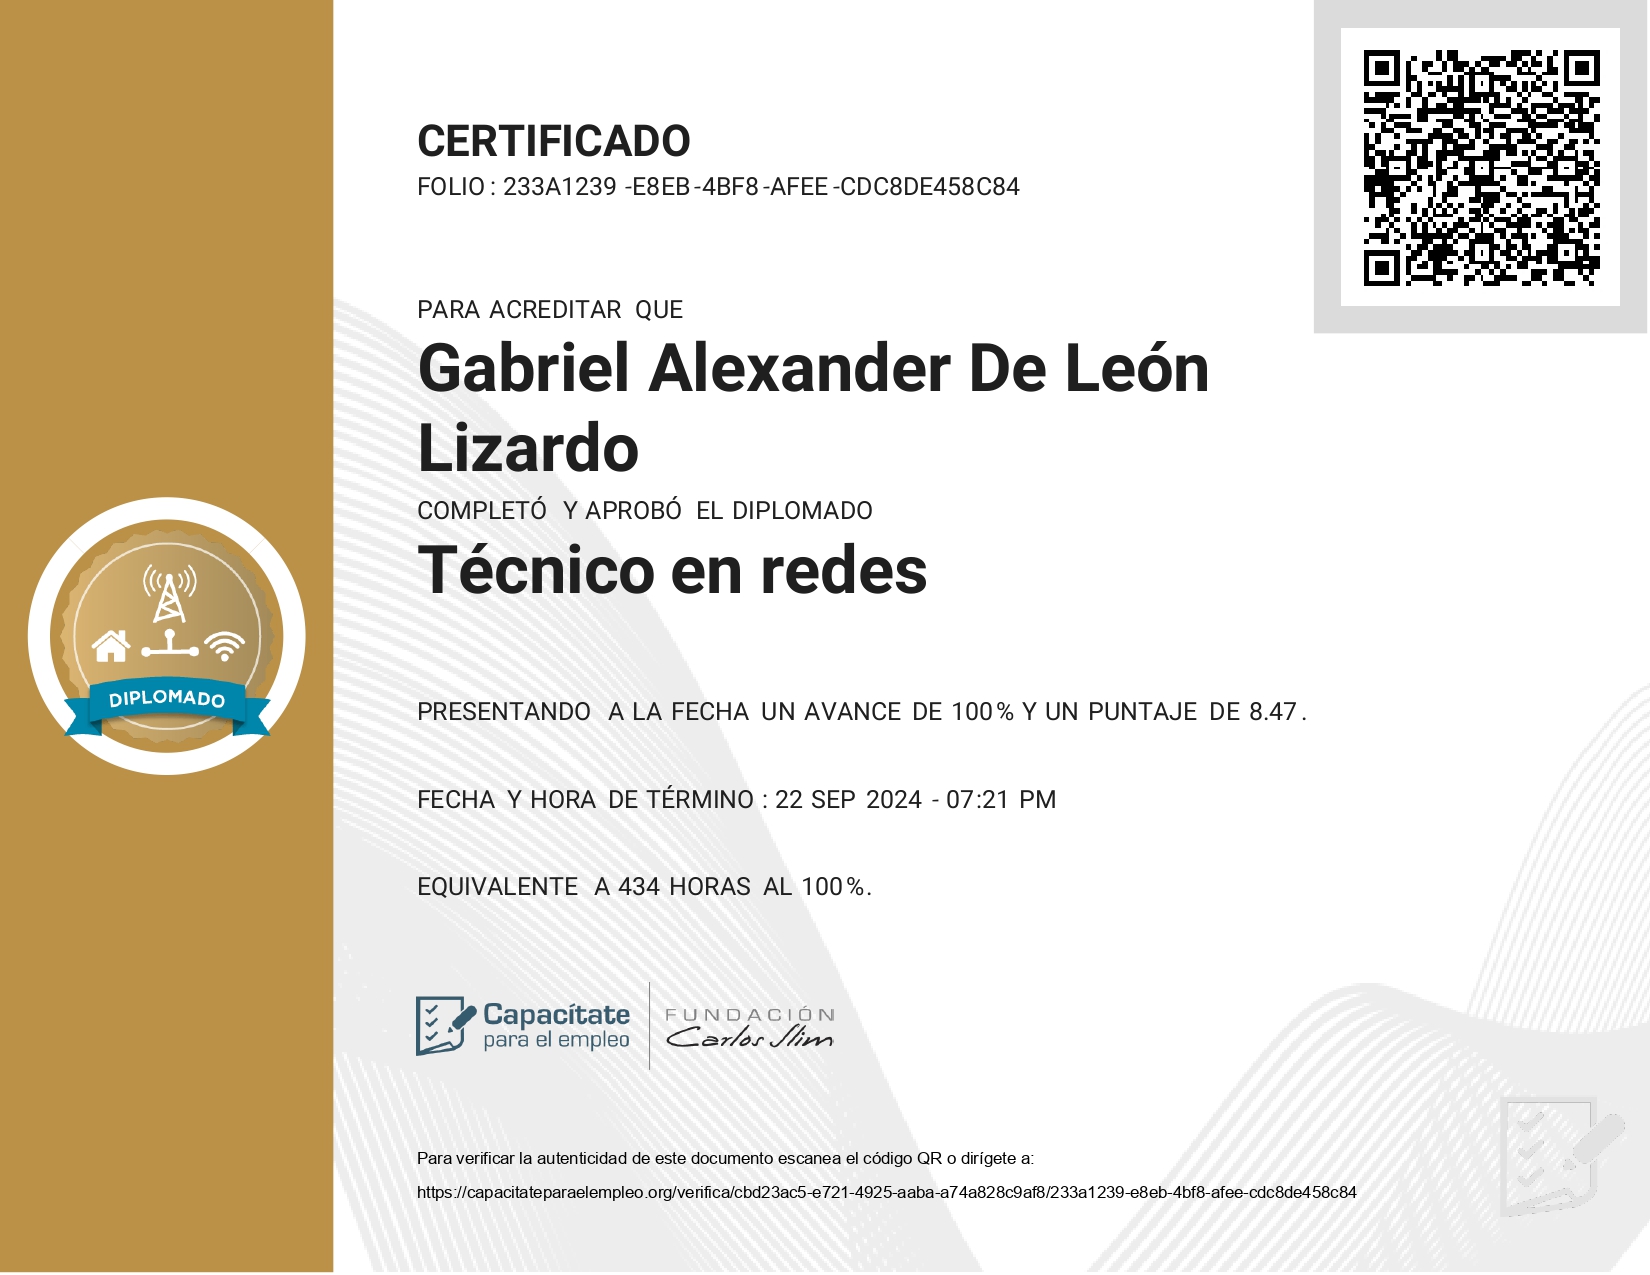 CERTIFICADO
FOLIO : 233A1239 -E8EB -4BF8 -AFEE -CDC8DE458C84
PARA ACREDITAR QUE
Gabriel Alexander De León
Lizardo
COMPLETÓ Y APROBÓ EL DIPLOMADO
Técnico en redes
DIPLOMADO
PRESENTANDO A LA FECHA UN AVANCE DE 100% Y UN PUNTAJE DE 8.47.
FECHA Y HORA DE TÉRMINO : 22 SEP 2024 - 07:21 PM
EQUIVALENTE A 434 HORAS AL 100%.
Capacítate
para el empleo
FUNDACIÓN
Carlos Slim
Para verificar la autenticidad de este documento escanea el código QR o dirígete a:
https://capacitateparaelempleo.org/verifica/cbd23ac5-e721-4925-aaba-a74a828c9af8/233a1239-e8eb-4bf8-afee-cdc8de458c84